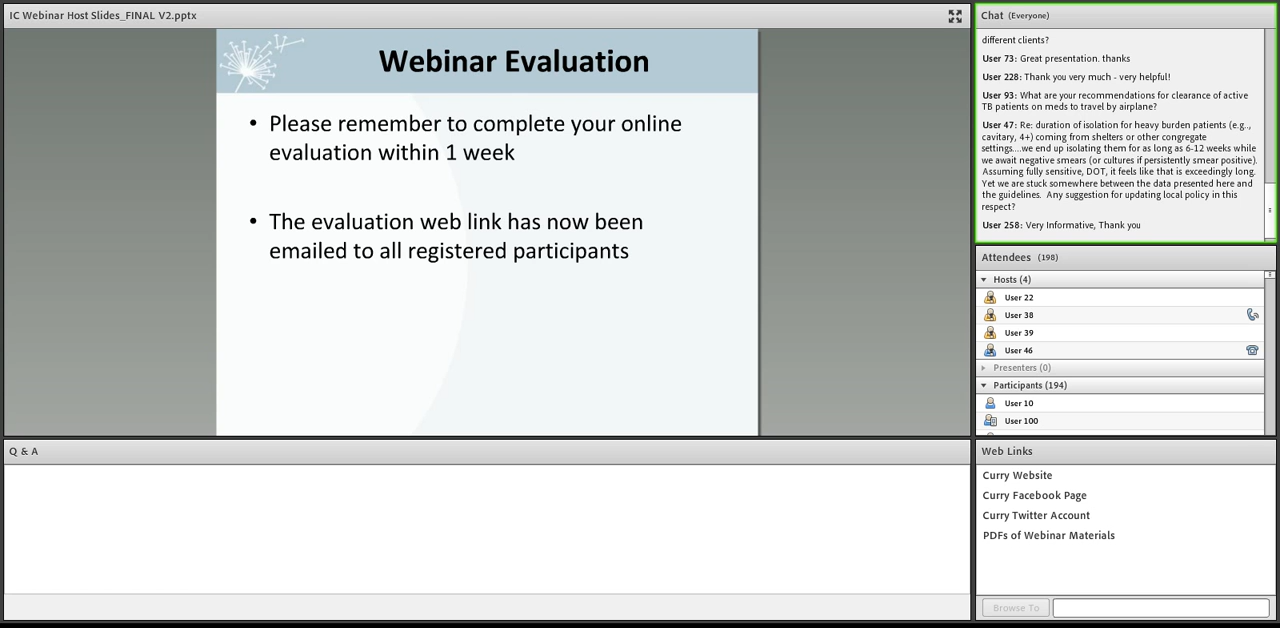 IC Webinar Host Slides_FINAL V2.pptx
Webinar Evaluation
• Please remember to complete your online
evaluation within 1 week
• The evaluation web link has now been
emailed to all registered participants
Q & A
Chat (Everyone)
different clients?
User 73: Great presentation. thanks
User 228: Thank you very much - very helpful!
User 93: What are your recommendations for clearance of active
TB patients on meds to travel by airplane?
User 47: Re: duration of isolation for heavy burden patients (e.g.,
cavitary, 4+) coming from shelters or other congregate
settings....we end up isolating them for as long as 6-12 weeks while
we await negative smears (or cultures if persistently smear positive).
Assuming fully sensitive, DOT, it feels like that is exceedingly long.
Yet we are stuck somewhere between the data presented here and
the guidelines.  Any suggestion for updating local policy in this
respect?
User 258: Very Informative, Thank you
Attendees (198)
Hosts (4)
User 22
User 38
User 39
User 46
Presenters (0)
Participants (194)
User 10
User 100
Web Links
Curry Website
Curry Facebook Page
Curry Twitter Account
PDFs of Webinar Materials
Browse To